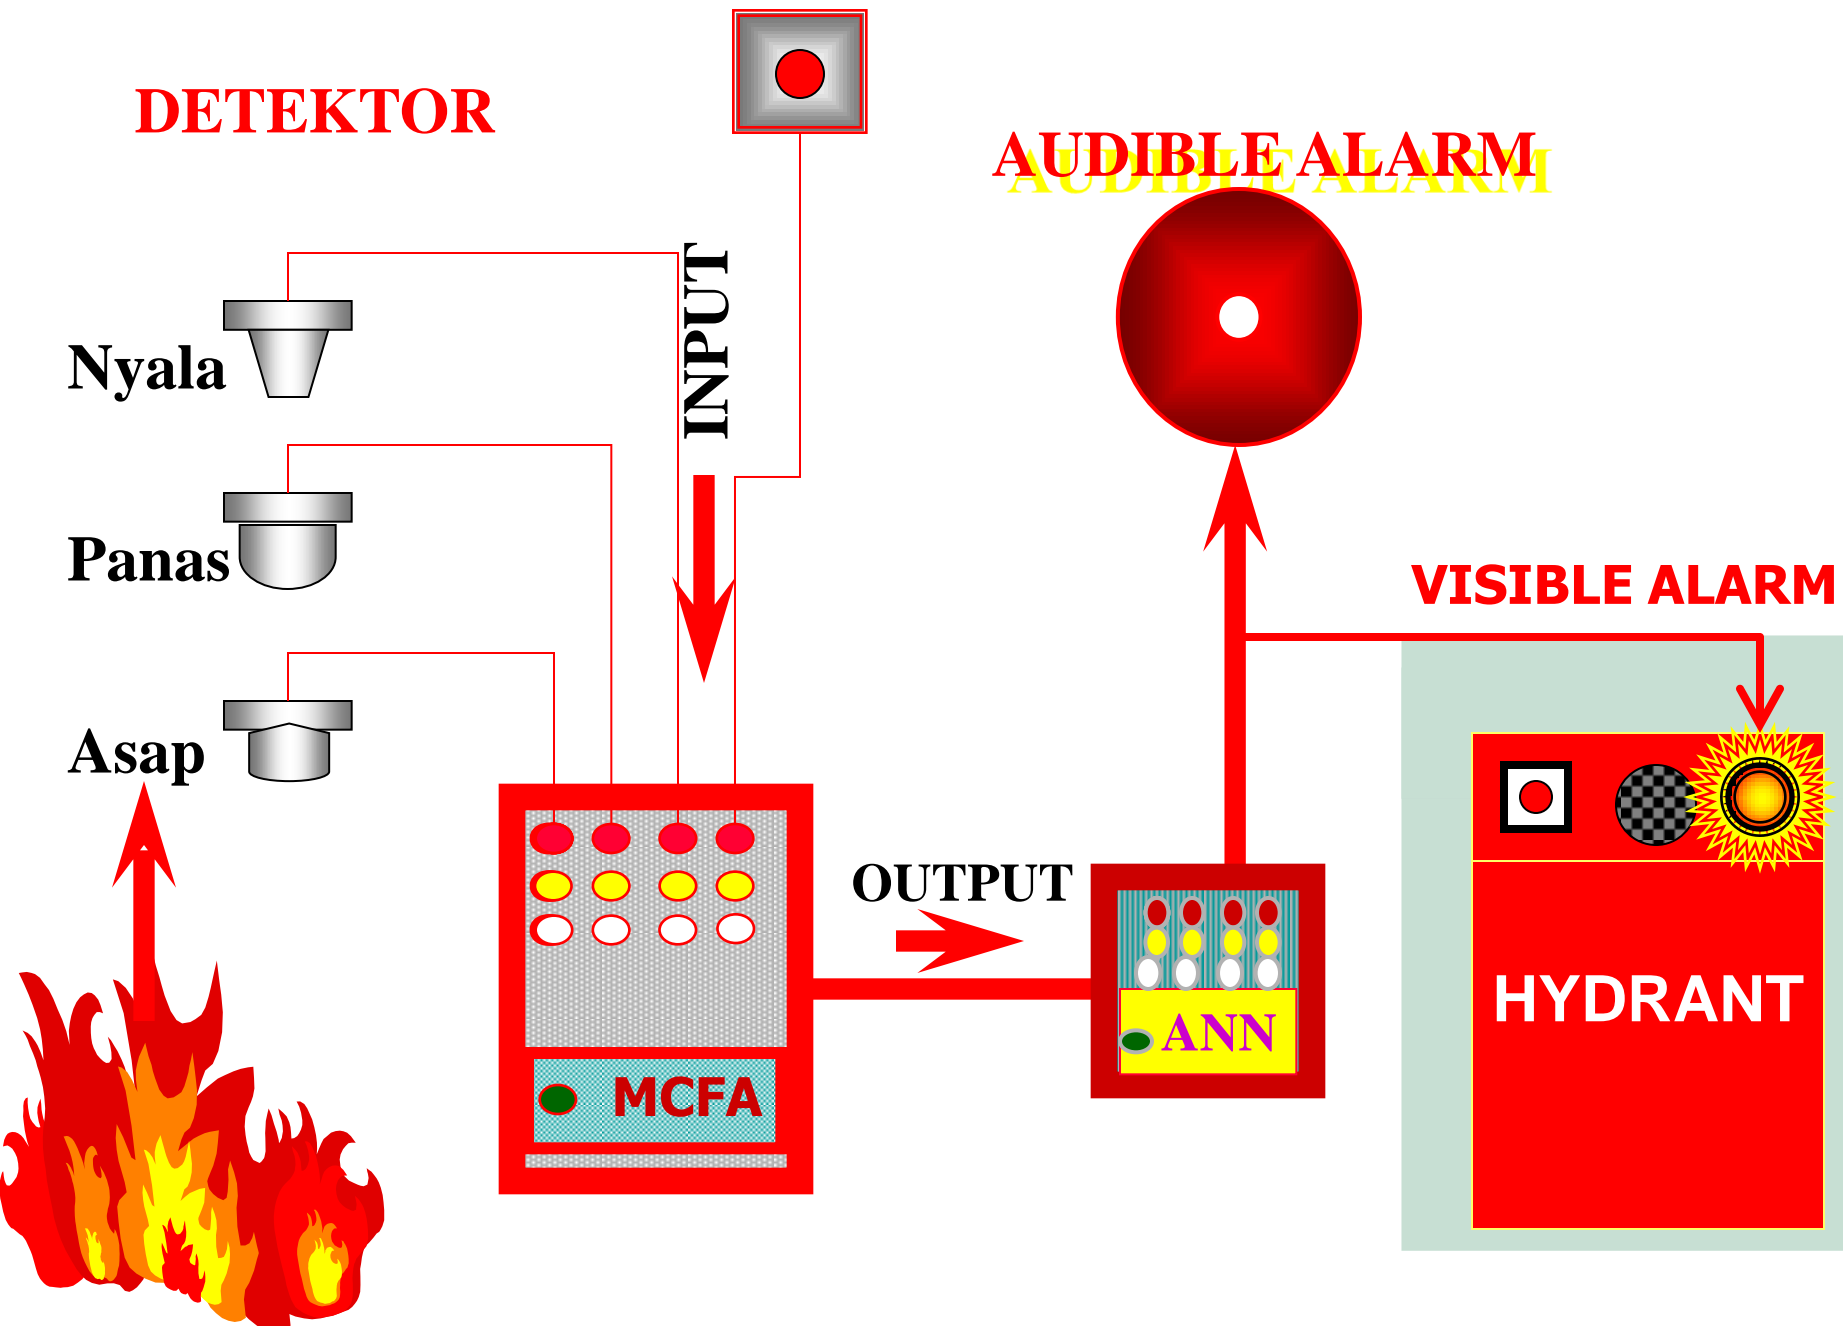 DETEKTOR
AUDIBLE ALARM
INPUT
Nyala
Panas
VISIBLE ALARM
Asap
OUTPUT
HYDRANT
ANN
MCFA